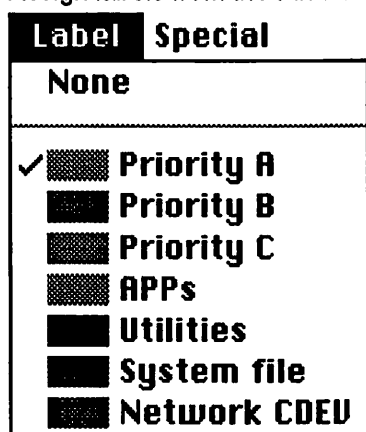 Label Special
None
Priority A
Priority B
Priority C
APPs
Utilities
System file
Network CDEV